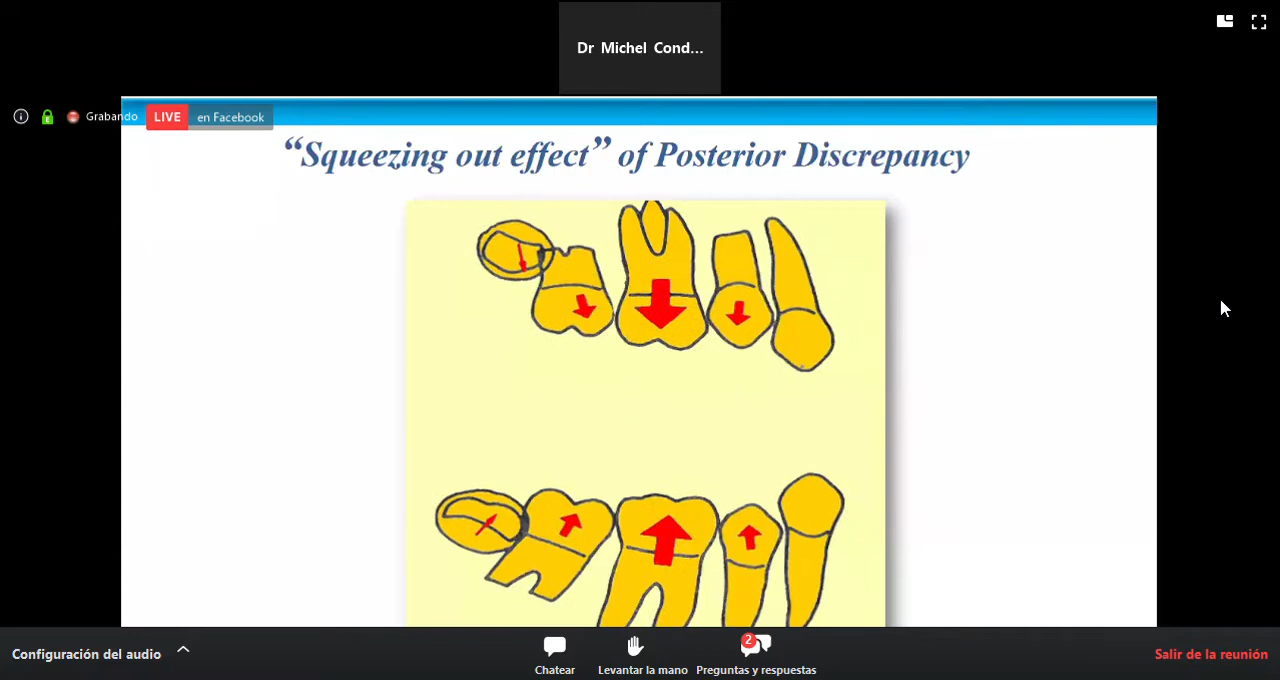 Dr Michel Cond...
Grabando
LIVE
en Facebook
“Squeezing out effect” of Posterior Discrepancy
Configuración del audio
Chatear
Levantar la mano
2
Preguntas y respuestas
Salir de la reunión